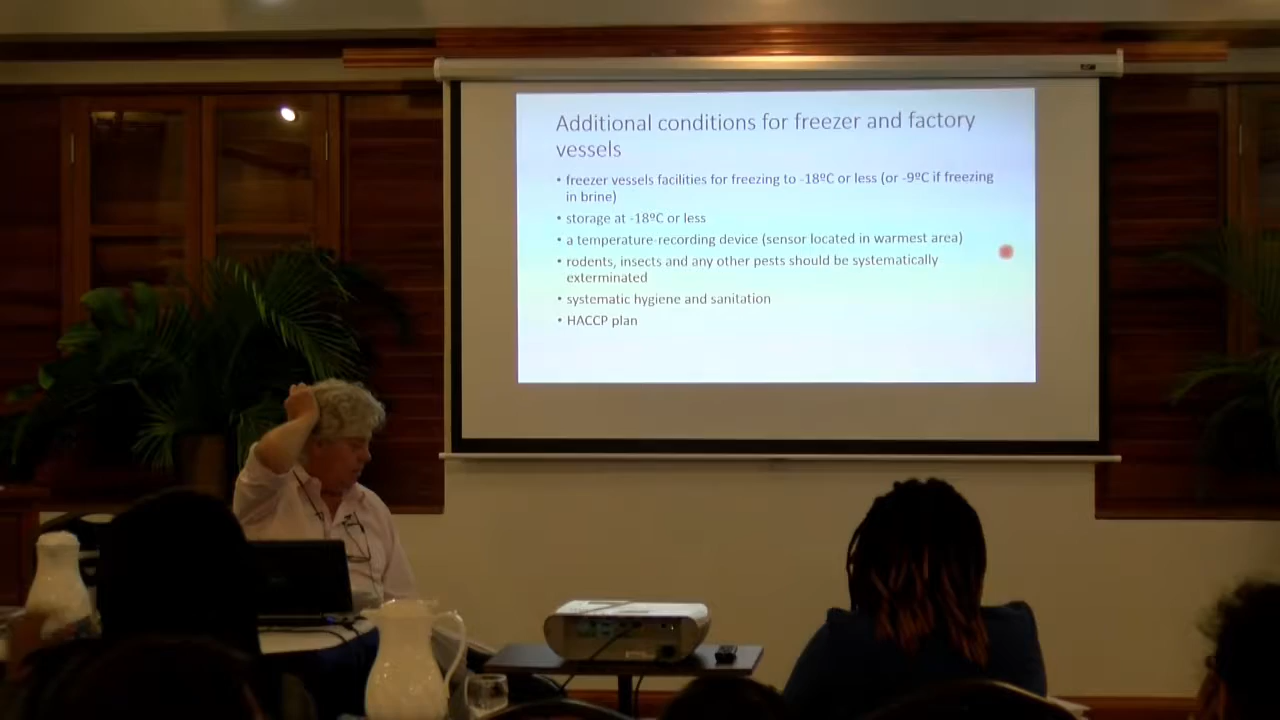 Additional conditions for freezer and factory
vessels
• freezer vessels facilities for freezing to -18ºC or less (or -9ºC if freezing
in brine)
• storage at -18ºC or less
• a temperature-recording device (sensor located in warmest area)
• rodents, insects and any other pests should be systematically
exterminated
• systematic hygiene and sanitation
• HACCP plan